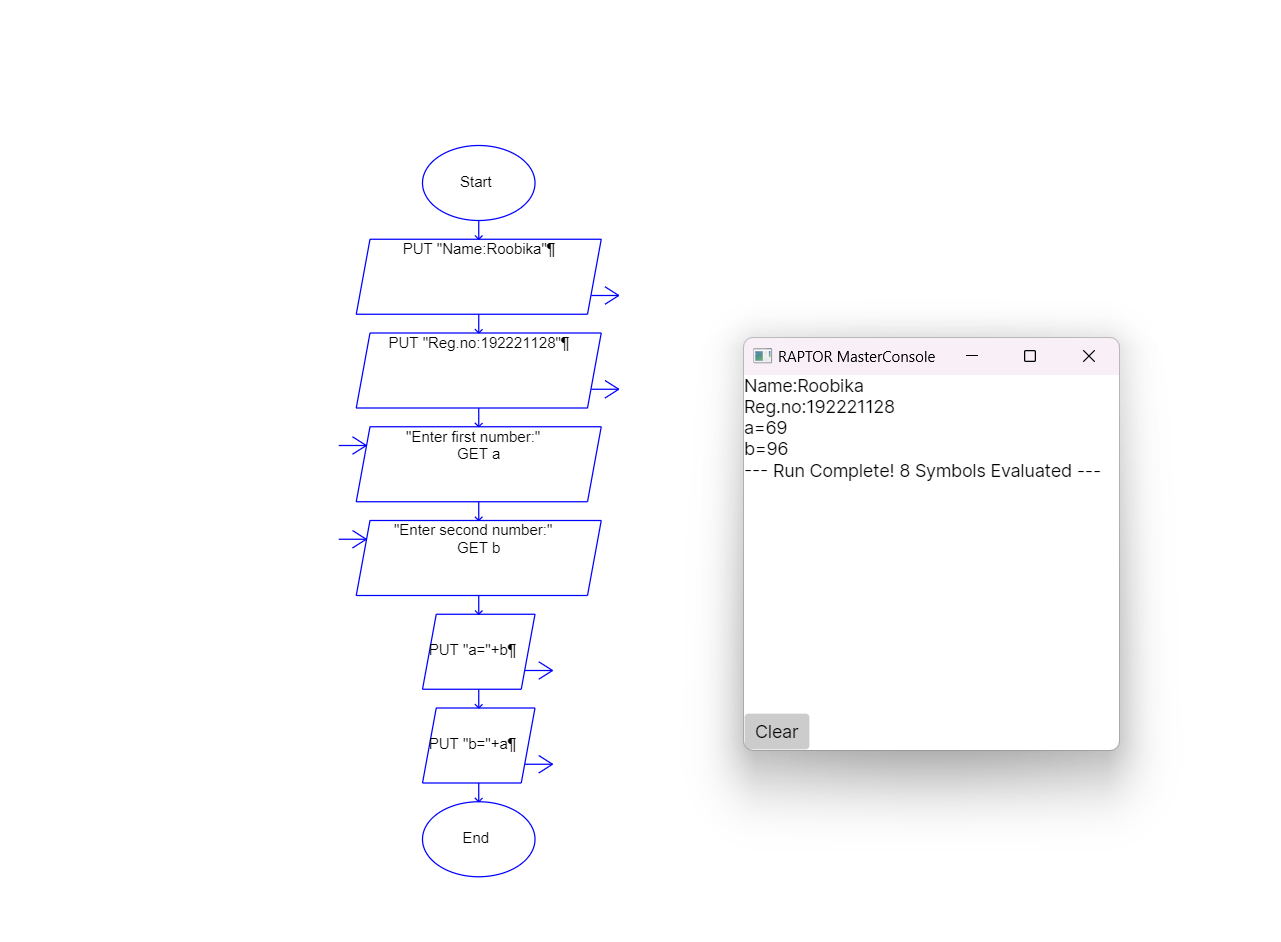 Start
PUT "Name:Roobika"¶
PUT "Reg.no:192221128"¶
"Enter first number:"
GET a
"Enter second number:"
GET b
PUT "a="+b¶
PUT "b="+a¶
End
RAPTOR MasterConsole
Name:Roobika
Reg.no:192221128
a=69
b=96
--- Run Complete! 8 Symbols Evaluated ---
Clear